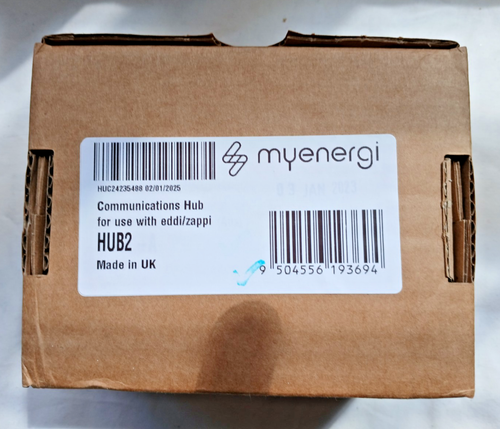 myenergi
HUC24235488 02/01/2025
Communications Hub
for use with eddi/zappi
HUB2
Made in UK
9 504556 193694